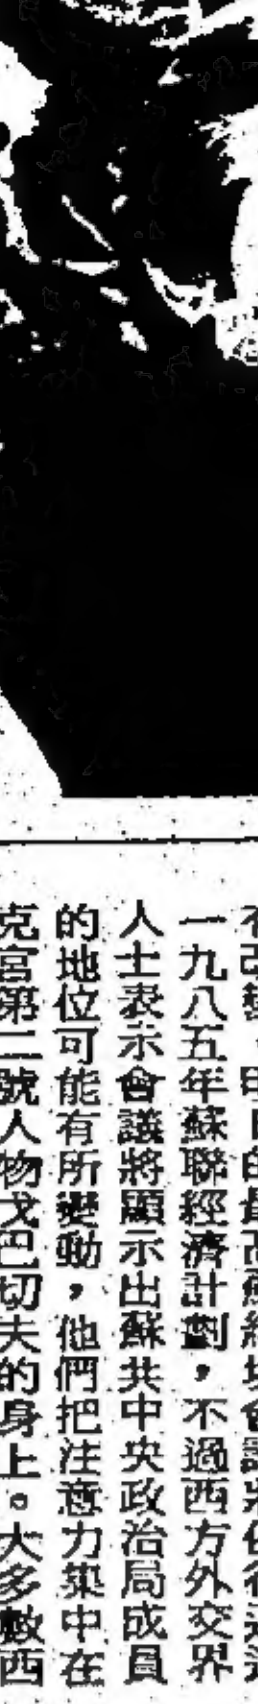 一九八五年蘇聯經濟計劃，不過西方外交界
人士表示會議將顯示出蘇共中央政治局成員
的地位可能有所變動，他們把注意力集中在
克宮第二號人物戈巴切夫的身上。大多數西